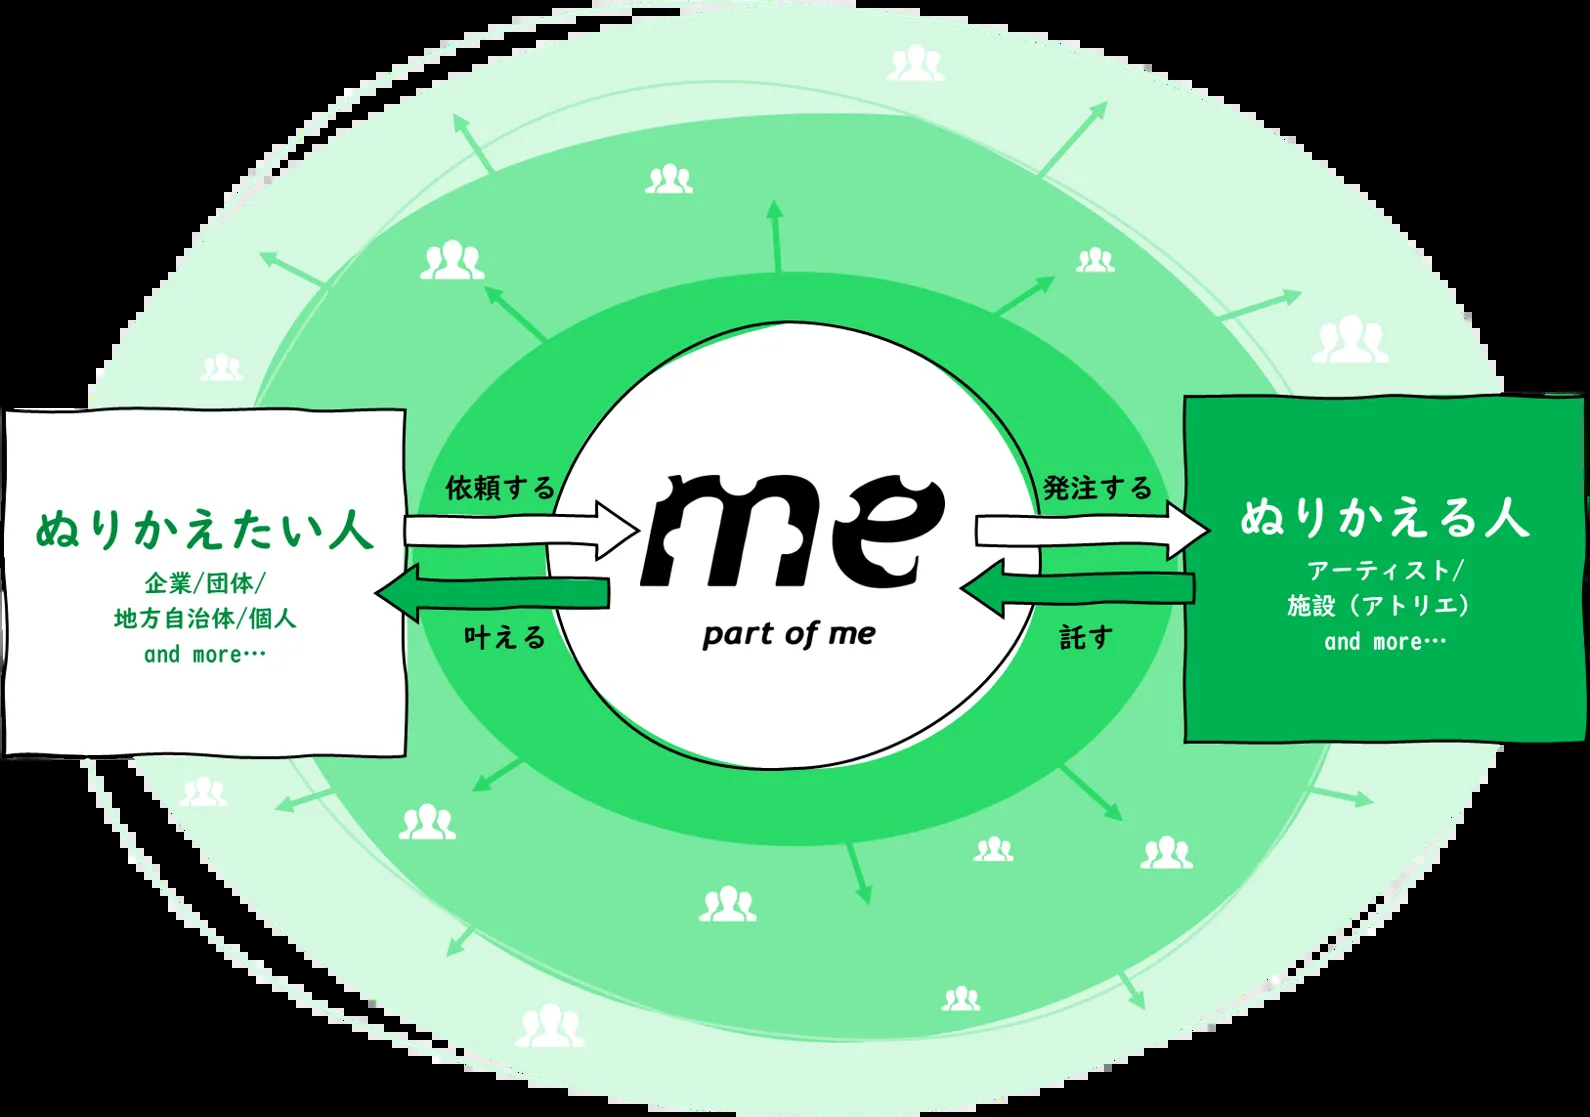 依頼する
発注する
me
ぬりかえたい人
企業/団体/
地方自治体/個人
and more…
ぬりかえる人
アーティスト/
施設（アトリエ）
and more…
叶える
part of me
託す